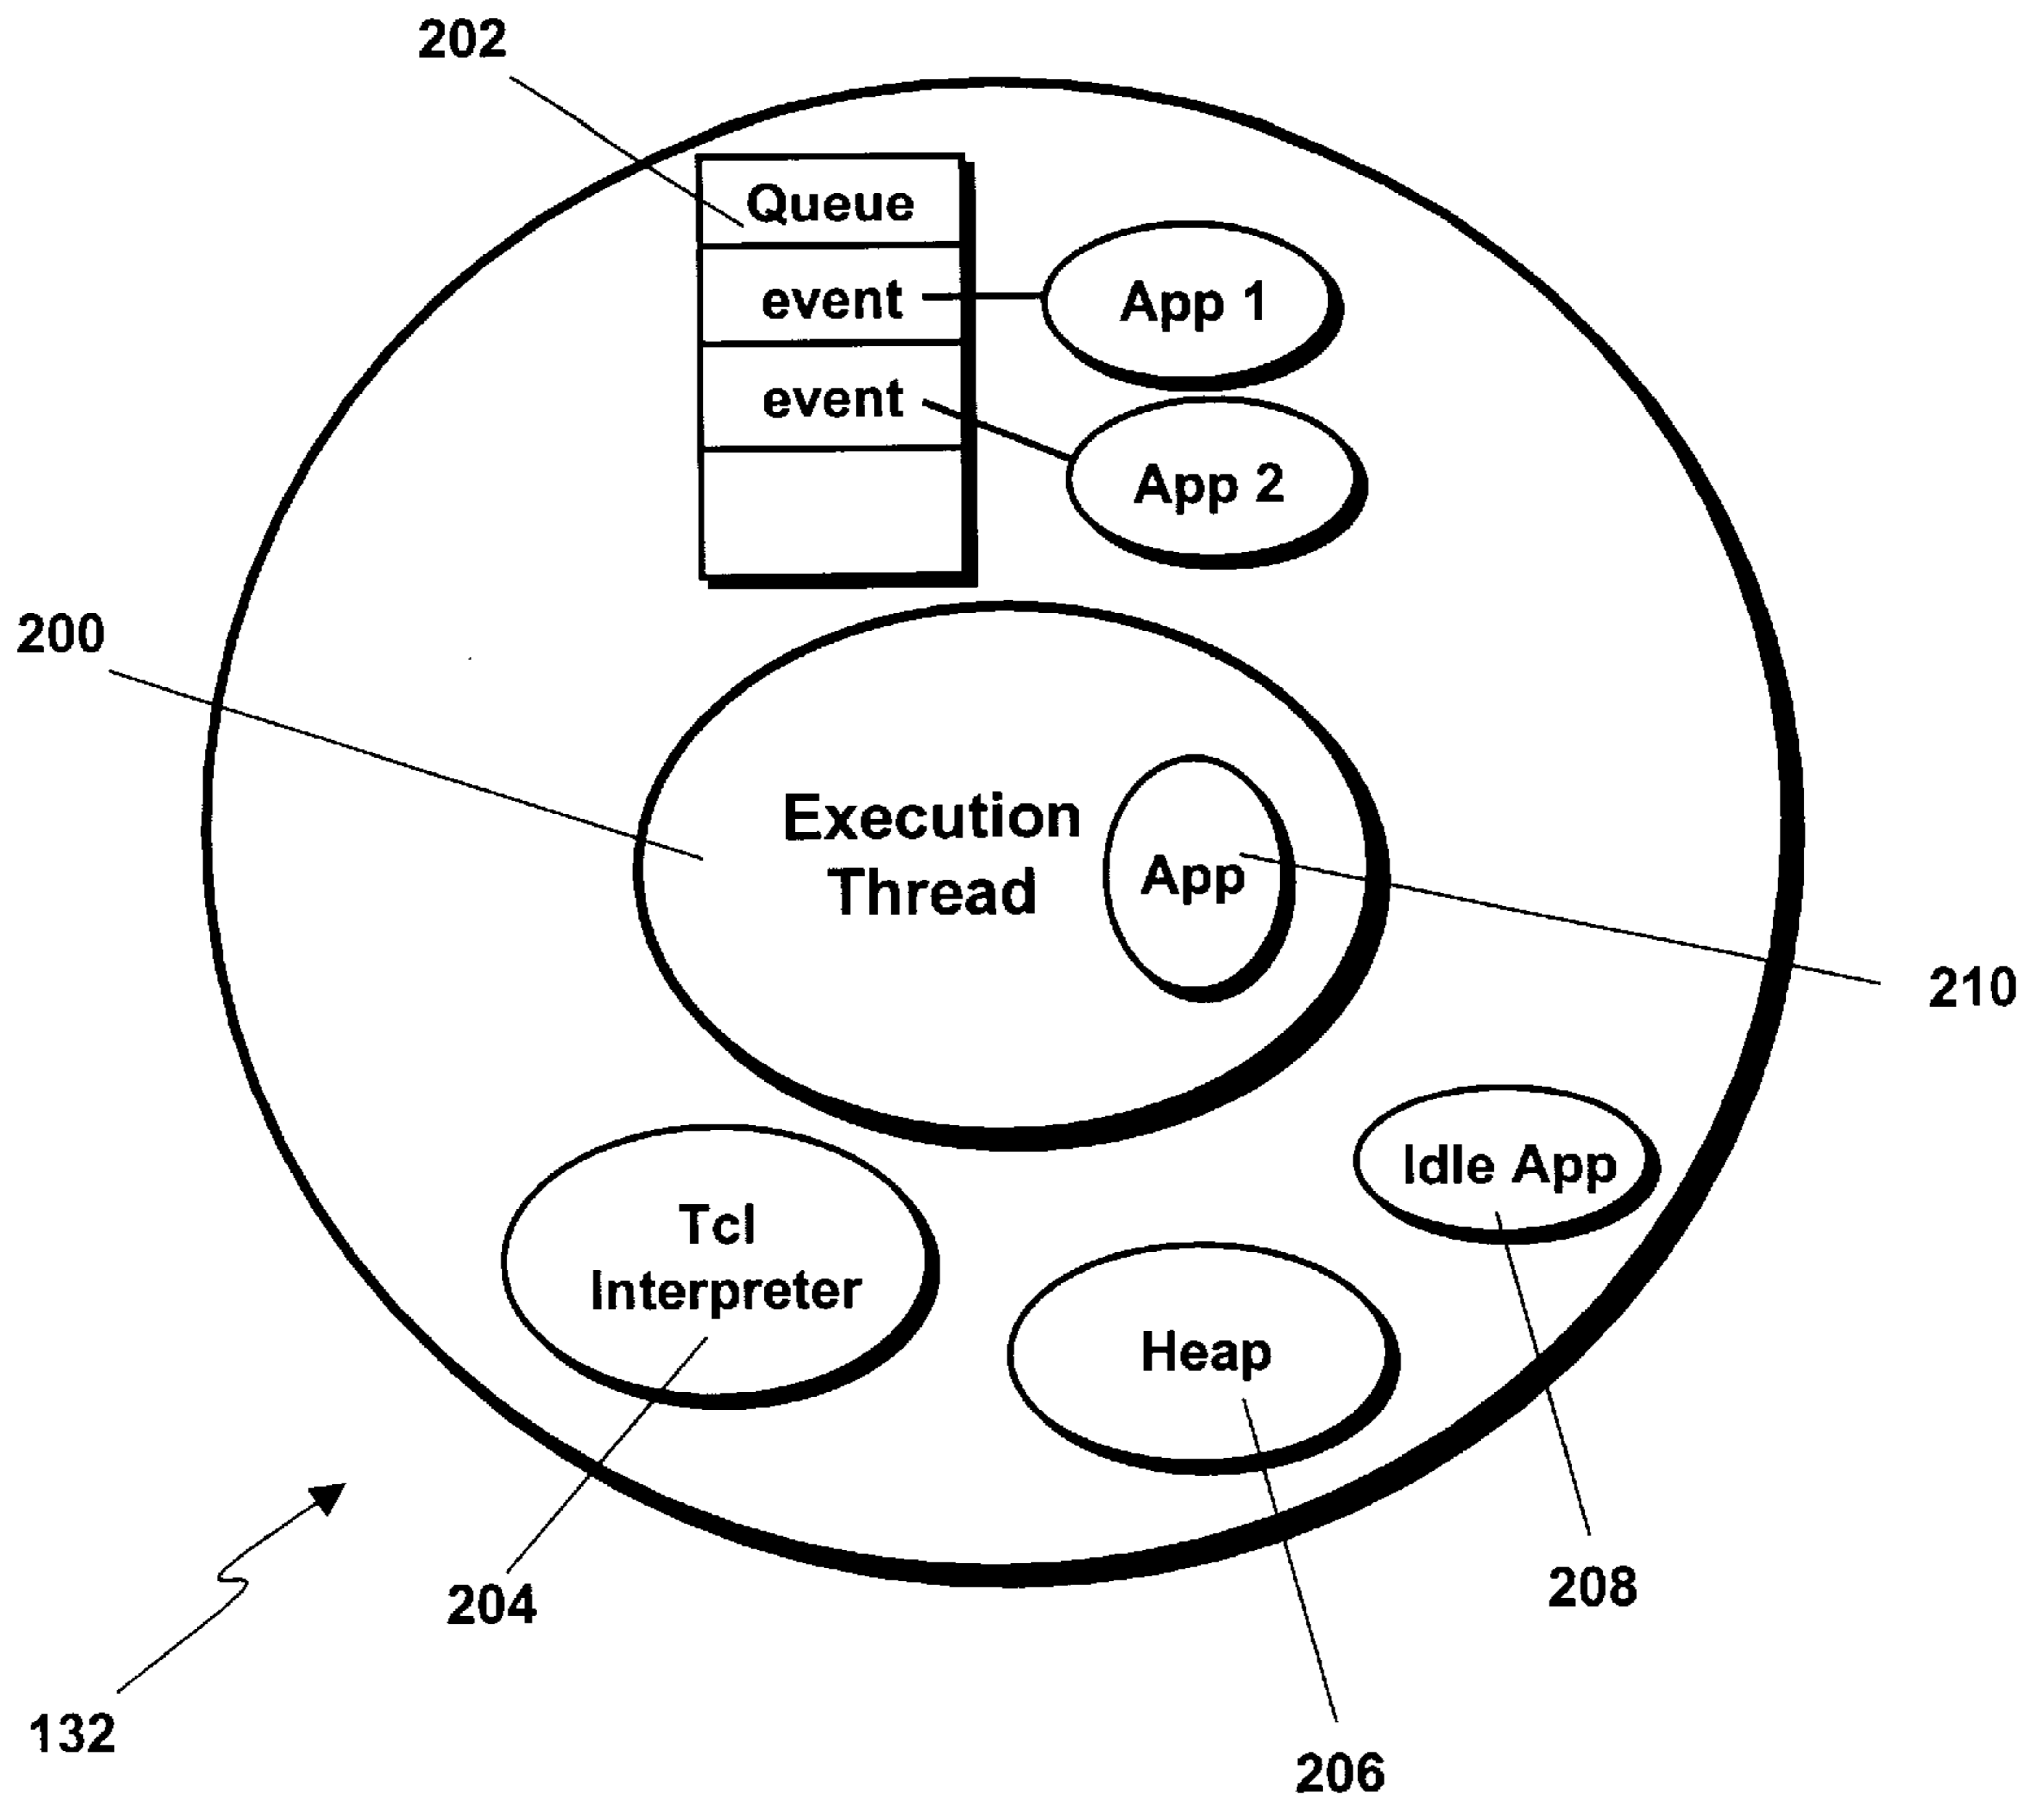 202
Queue
event
App 1
event
App 2
200
Execution
Thread
App
210
Idle App
Tcl
Interpreter
Heap
208
204
132
206